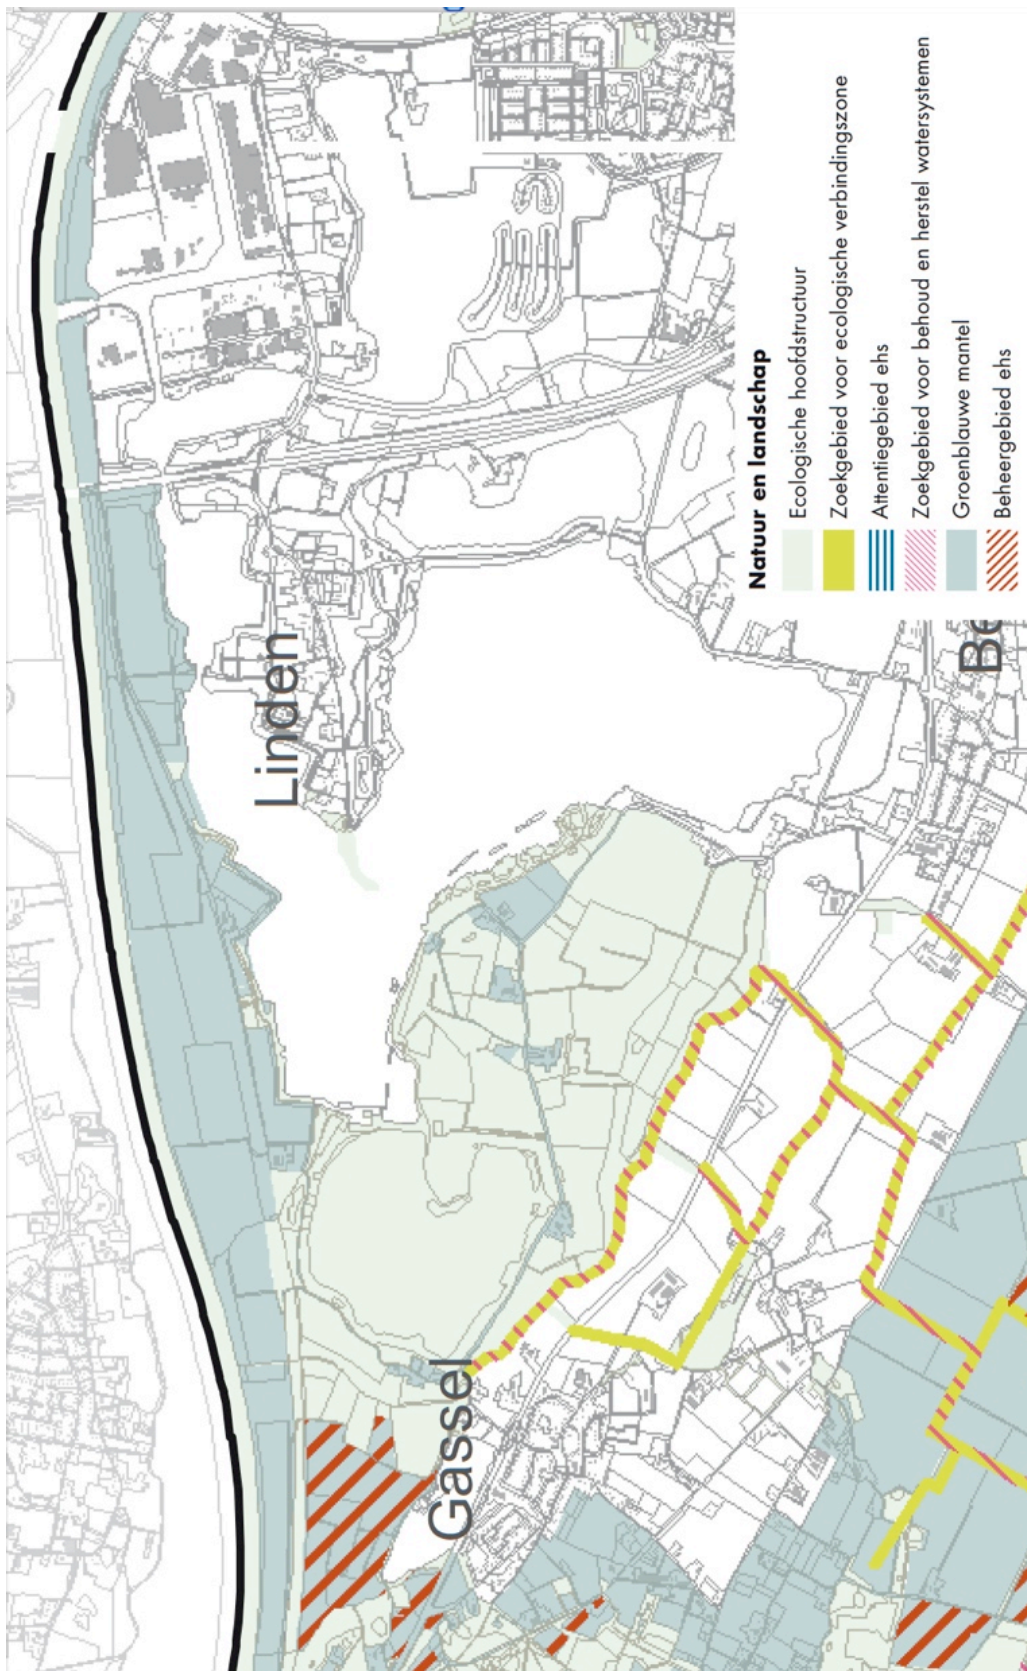 Linden
Gassel
Be
Natuur en landschap
Ecologische hoofdstructuur
Zoekgebied voor ecologische verbindingszone
Attentiegebied ehs
Zoekgebied voor behoud en herstel watersystemen
Groenblauwe mantel
Beheergebied ehs